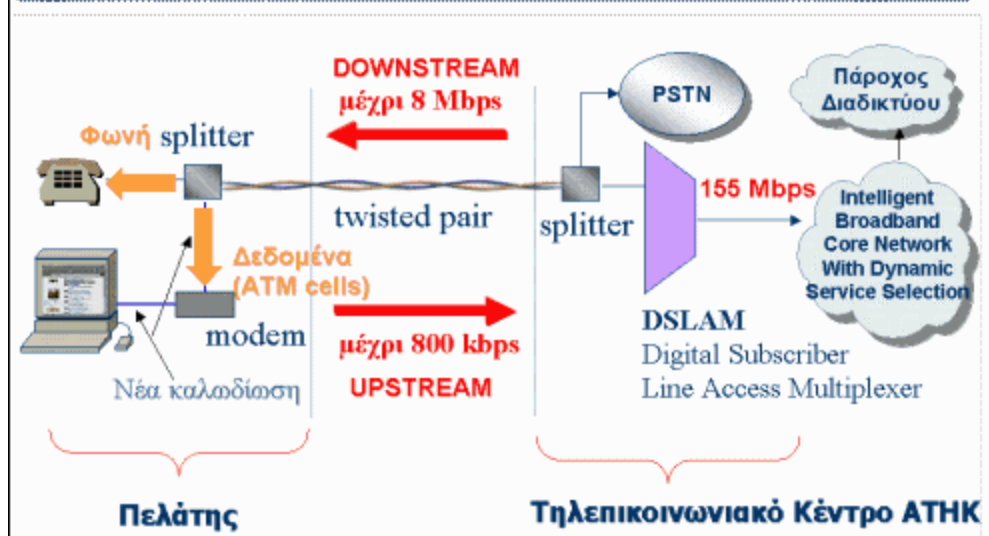 DOWNSTREAM
μέχρι 8 Mbps
Φωνή splitter
twisted pair
Δεδομένα
(ATM cells)
modem
Νέα καλωδίωση
μέχρι 800 kbps
UPSTREAM
PSTN
splitter
155 Mbps
DSLAM
Digital Subscriber
Line Access Multiplexer
Πάροχος
Διαδικτύου
Intelligent
Broadband
Core Network
With Dynamic
Service Selection
Πελάτης
Τηλεπικοινωνιακό Κέντρο ΑΤΗΚ